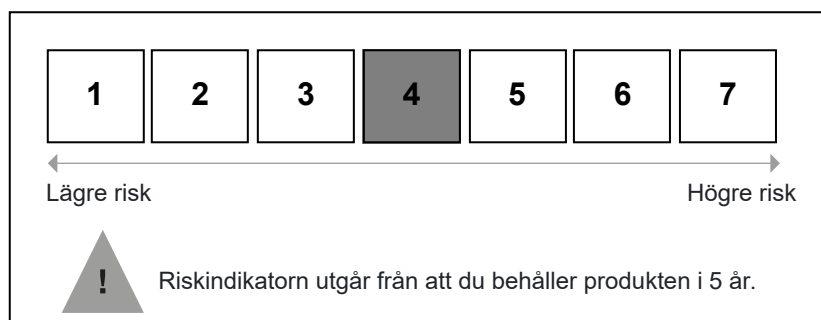 1 2 3 4 5 6 7
Lägre risk Högre risk
! Riskindikatorn utgår från att du behåller produkten i 5 år.